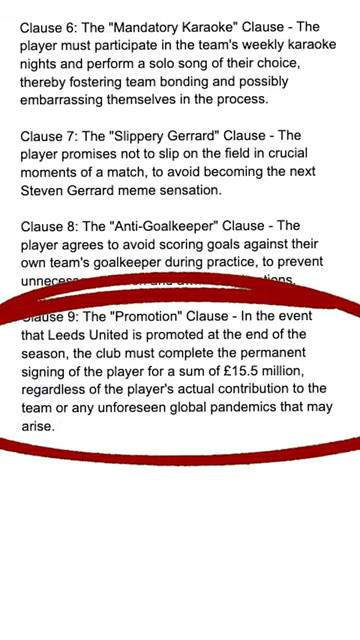 Clause 6: The "Mandatory Karaoke" Clause - The
player must participate in the team's weekly karaoke
nights and perform a solo song of their choice,
thereby fostering team bonding and possibly
embarrassing themselves in the process.
Clause 7: The "Slippery Gerrard" Clause - The
player promises not to slip on the field in crucial
moments of a match, to avoid becoming the next
Steven Gerrard meme sensation.
Clause 8: The "Anti-Goalkeeper" Clause - The
player agrees to avoid scoring goals against their
own team's goalkeeper during practice, to prevent
Clause 9: The "Promotion" Clause - In the event
that Leeds United is promoted at the end of the
season, the club must complete the permanent
signing of the player for a sum of £15.5 million,
regardless of the player's actual contribution to the
team or any unforeseen global pandemics that may
arise.